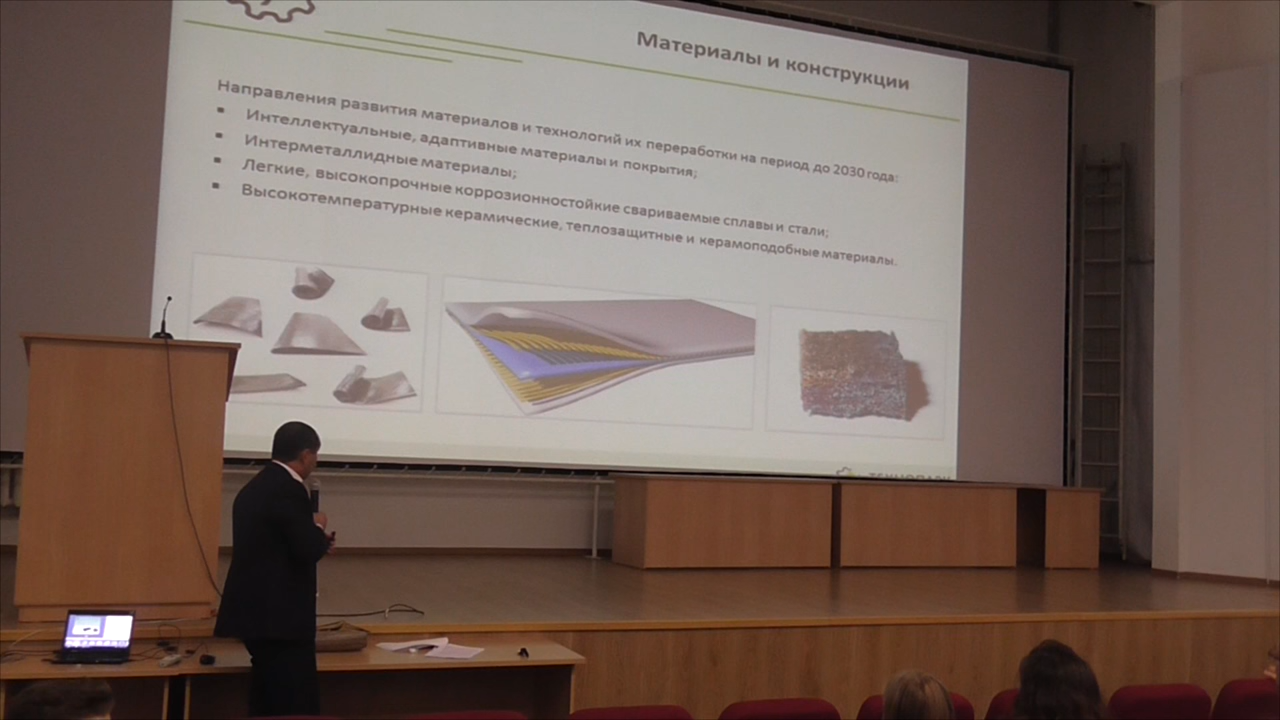 Материалы и конструкции
Направления развития материалов и технологий их переработки на период до 2030 года:
▪ Интеллектуальные, адаптивные материалы и покрытия;
▪ Интерметаллидные материалы;
▪ Легкие, высокопрочные коррозионностойкие свариваемые сплавы и стали;
▪ Высокотемпературные керамические, теплозащитные и керамоподобные материалы.
ТЕХНОПАРК